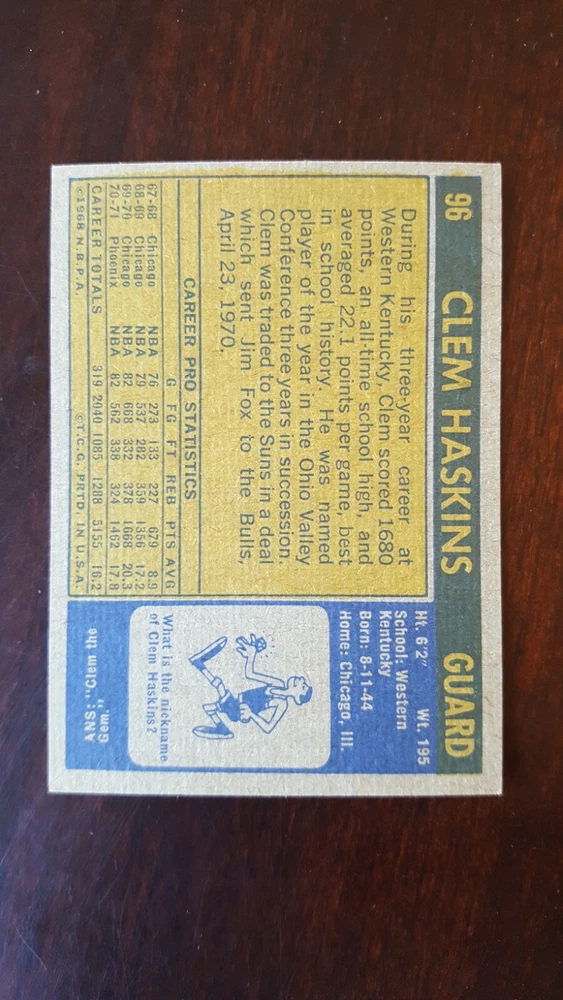 96 CLEM HASKINS GUARD
During his three-year career at
Western Kentucky, Clem scored 1680
points, an all-time school high, and
averaged 22.1 points per game, best
in school history. He was named
player of the year in the Ohio Valley
Conference three years in succession.
Clem was traded to the Suns in a deal
which sent Jim Fox to the Bulls,
April 23, 1970.
CAREER PRO STATISTICS
G FG FT REB PTS AVG
67-68 Chicago NBA 76 273 133 227 679 8.9
68-69 Chicago NBA 79 537 282 359 1356 17.2
69-70 Chicago NBA 82 668 332 378 1668 20.3
70-71 Phoenix NBA 82 562 338 324 1462 17.8
CAREER TOTALS 319 2040 1085 1288 5155 16.2
©1968 N.B.P.A. ©T.C.G. PRTD. IN U.S.A.
Ht. 6'2" Wt. 195
School: Western
Kentucky
Born: 8-11-44
Home: Chicago, Ill.
What is the nickname
of Clem Haskins?
ANS: "Clem the
Gem."